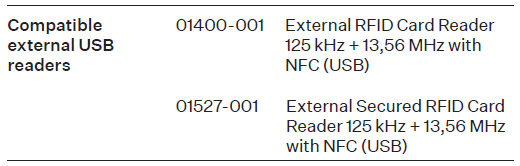 Compatible
external USB
readers
01400-001 External RFID Card Reader
125 kHz + 13,56 MHz with
NFC (USB)
01527-001 External Secured RFID Card
Reader 125 kHz + 13,56 MHz
with NFC (USB)